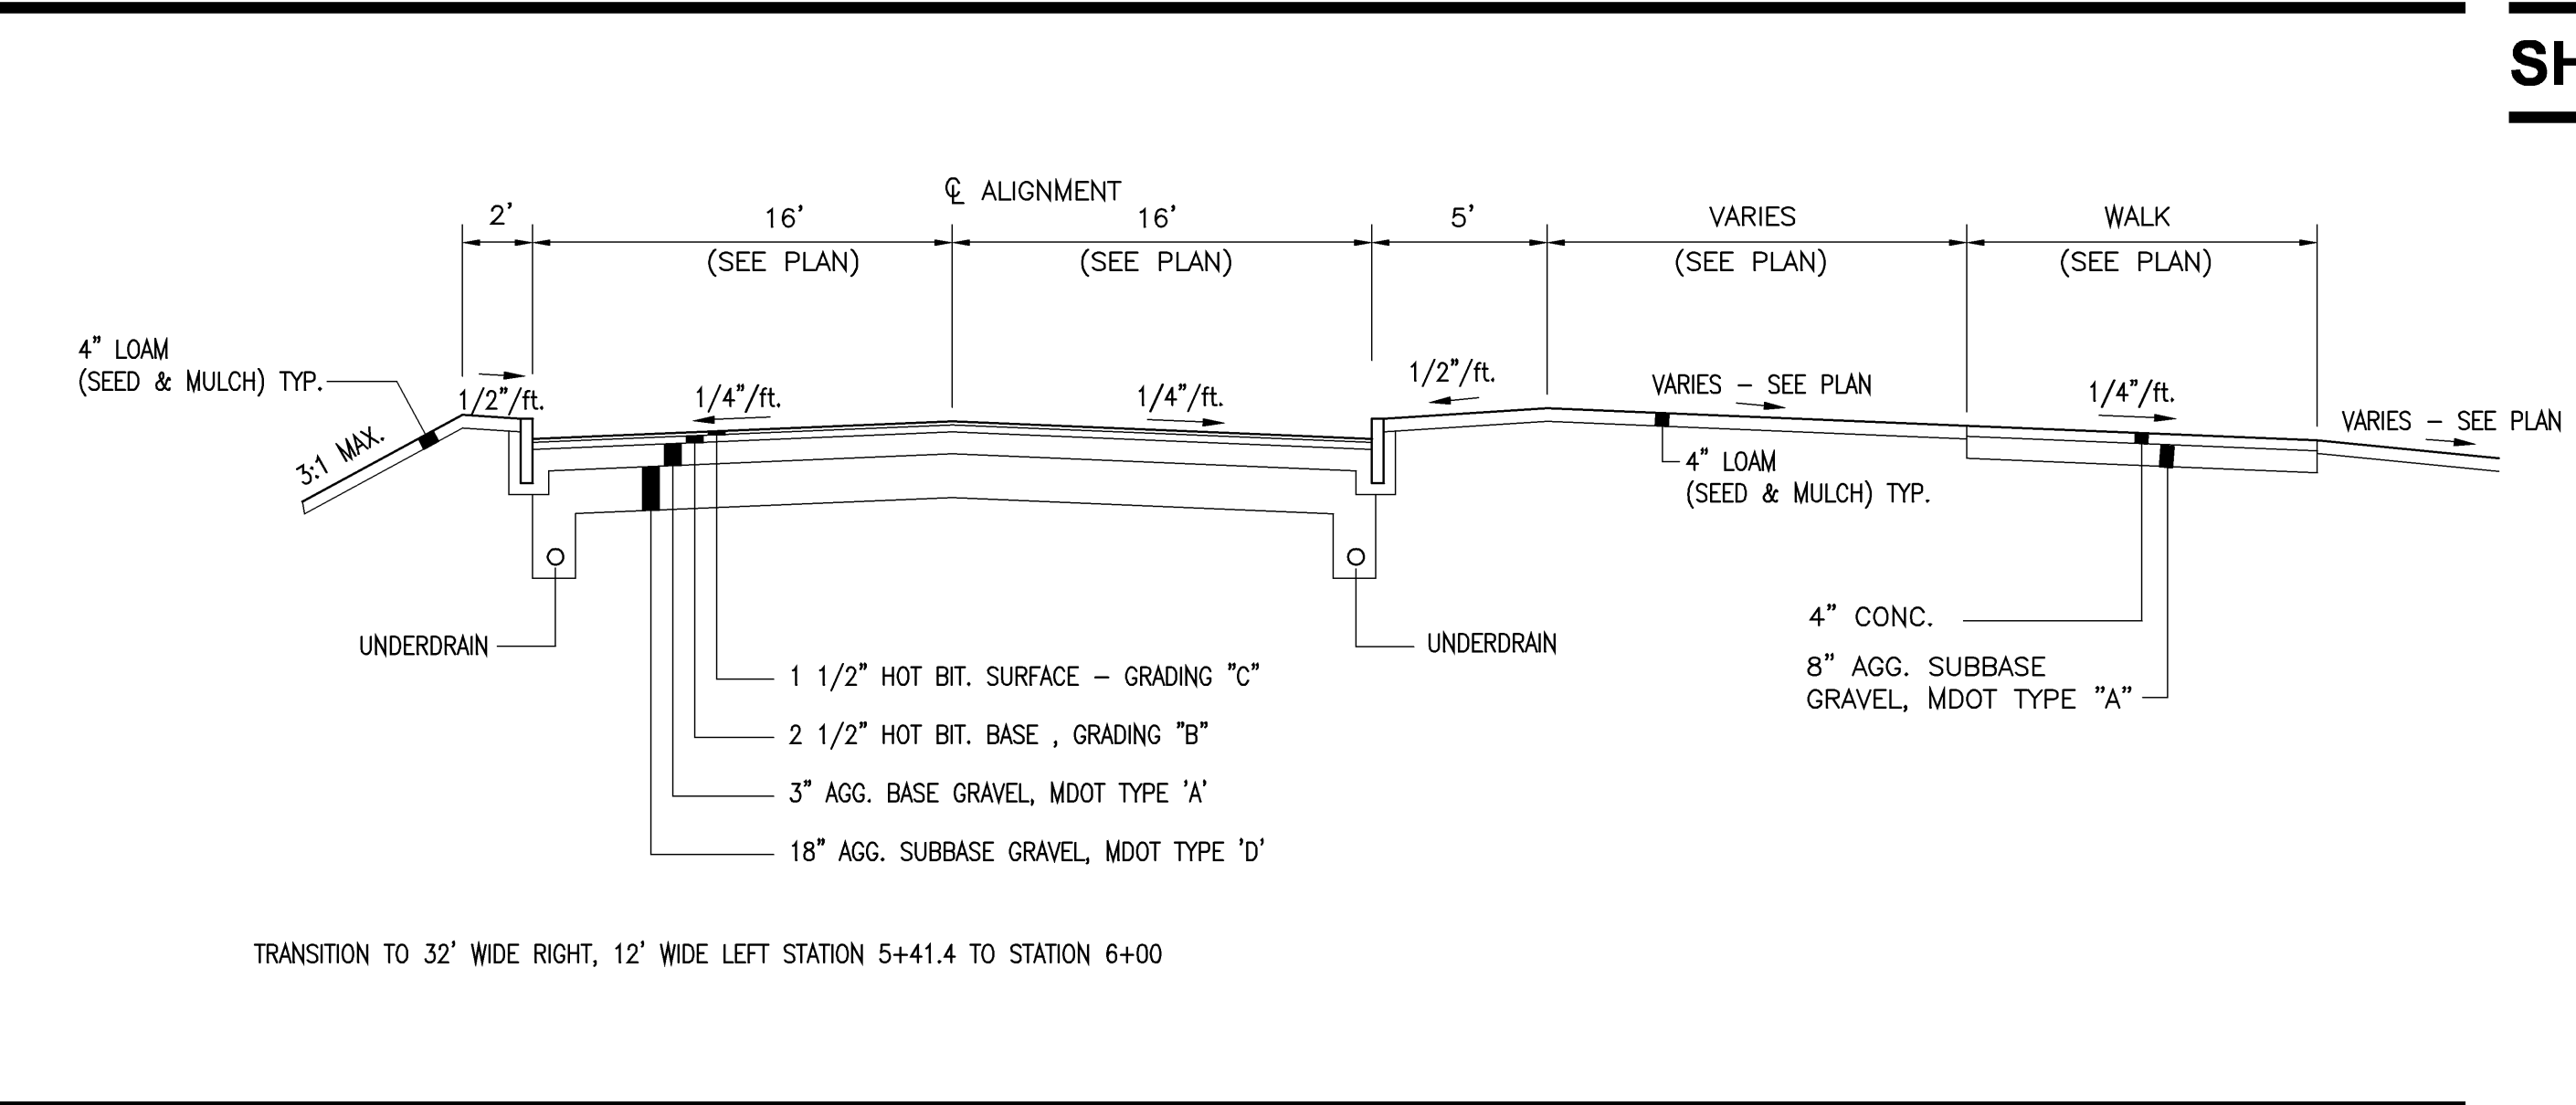 SH
℄ ALIGNMENT
2'
16'
16'
5'
VARIES
WALK
(SEE PLAN)
(SEE PLAN)
(SEE PLAN)
(SEE PLAN)
4" LOAM
(SEED & MULCH) TYP.
3:1 MAX.
1/2"/ft.
1/4"/ft.
1/4"/ft.
1/2"/ft.
VARIES - SEE PLAN
1/4"/ft.
VARIES - SEE PLAN
4" LOAM
(SEED & MULCH) TYP.
UNDERDRAIN
UNDERDRAIN
4" CONC.
8" AGG. SUBBASE
GRAVEL, MDOT TYPE "A"
1 1/2" HOT BIT. SURFACE - GRADING "C"
2 1/2" HOT BIT. BASE , GRADING "B"
3" AGG. BASE GRAVEL, MDOT TYPE 'A'
18" AGG. SUBBASE GRAVEL, MDOT TYPE 'D'
TRANSITION TO 32' WIDE RIGHT, 12' WIDE LEFT STATION 5+41.4 TO STATION 6+00